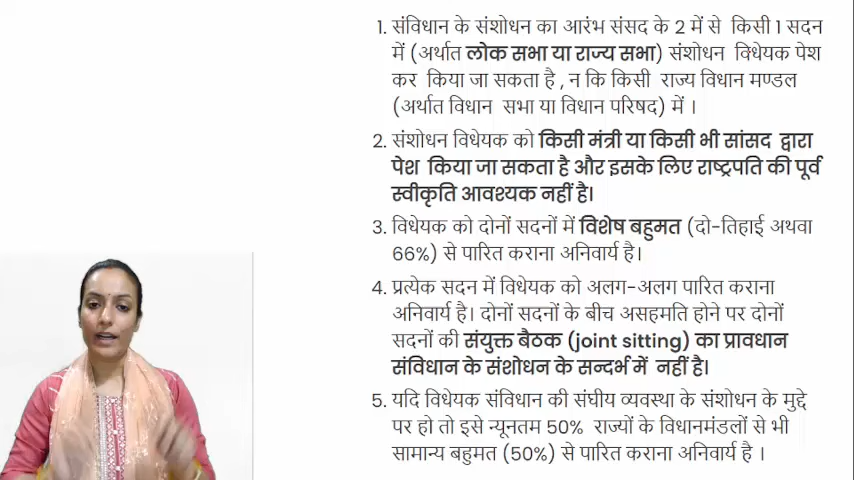 1. संविधान के संशोधन का आरंभ संसद के 2 में से किसी 1 सदन
में (अर्थात लोक सभा या राज्य सभा) संशोधन विधेयक पेश
कर किया जा सकता है , न कि किसी राज्य विधान मण्डल
(अर्थात विधान सभा या विधान परिषद) में ।
2. संशोधन विधेयक को किसी मंत्री या किसी भी सांसद द्वारा
पेश किया जा सकता है और इसके लिए राष्ट्रपति की पूर्व
स्वीकृति आवश्यक नहीं है।
3. विधेयक को दोनों सदनों में विशेष बहुमत (दो-तिहाई अथवा
66%) से पारित कराना अनिवार्य है।
4. प्रत्येक सदन में विधेयक को अलग-अलग पारित कराना
अनिवार्य है। दोनों सदनों के बीच असहमति होने पर दोनों
सदनों की संयुक्त बैठक (joint sitting) का प्रावधान
संविधान के संशोधन के सन्दर्भ में नहीं है।
5. यदि विधेयक संविधान की संघीय व्यवस्था के संशोधन के मुद्दे
पर हो तो इसे न्यूनतम 50% राज्यों के विधानमंडलों से भी
सामान्य बहुमत (50%) से पारित कराना अनिवार्य है ।